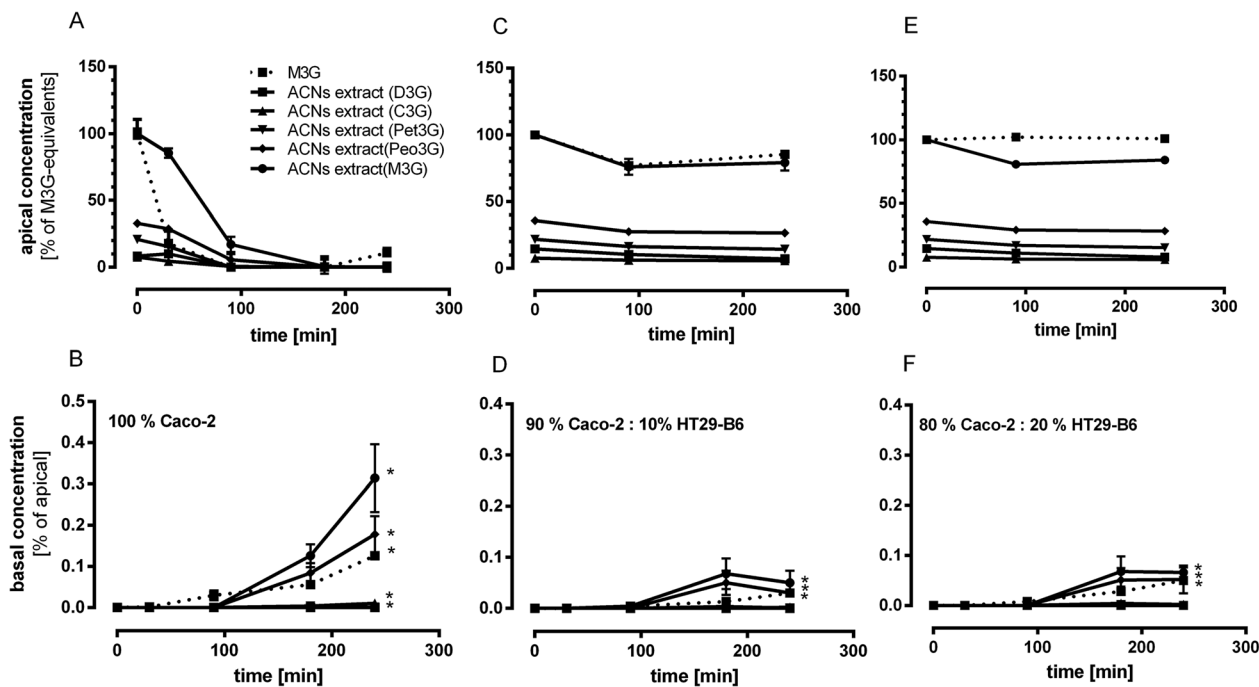 A
apical concentration
[% of M3G-equivalents]
150
100
50
0
M3G
ACNs extract (D3G)
ACNs extract (C3G)
ACNs extract (Pet3G)
ACNs extract(Peo3G)
ACNs extract(M3G)
0 100 200 300
time [min]
C
150
100
50
0
0 100 200 300
time [min]
E
150
100
50
0
0 100 200 300
time [min]
B
basal concentration
[% of apical]
100 % Caco-2
0.5
0.4
0.3
0.2
0.1
0.0
*
*
*
*
*
0 100 200 300
time [min]
D
90 % Caco-2 : 10% HT29-B6
0.4
0.3
0.2
0.1
0.0
*
*
*
0 100 200 300
time [min]
F
80 % Caco-2 : 20 % HT29-B6
0.4
0.3
0.2
0.1
0.0
*
*
*
0 100 200 300
time [min]